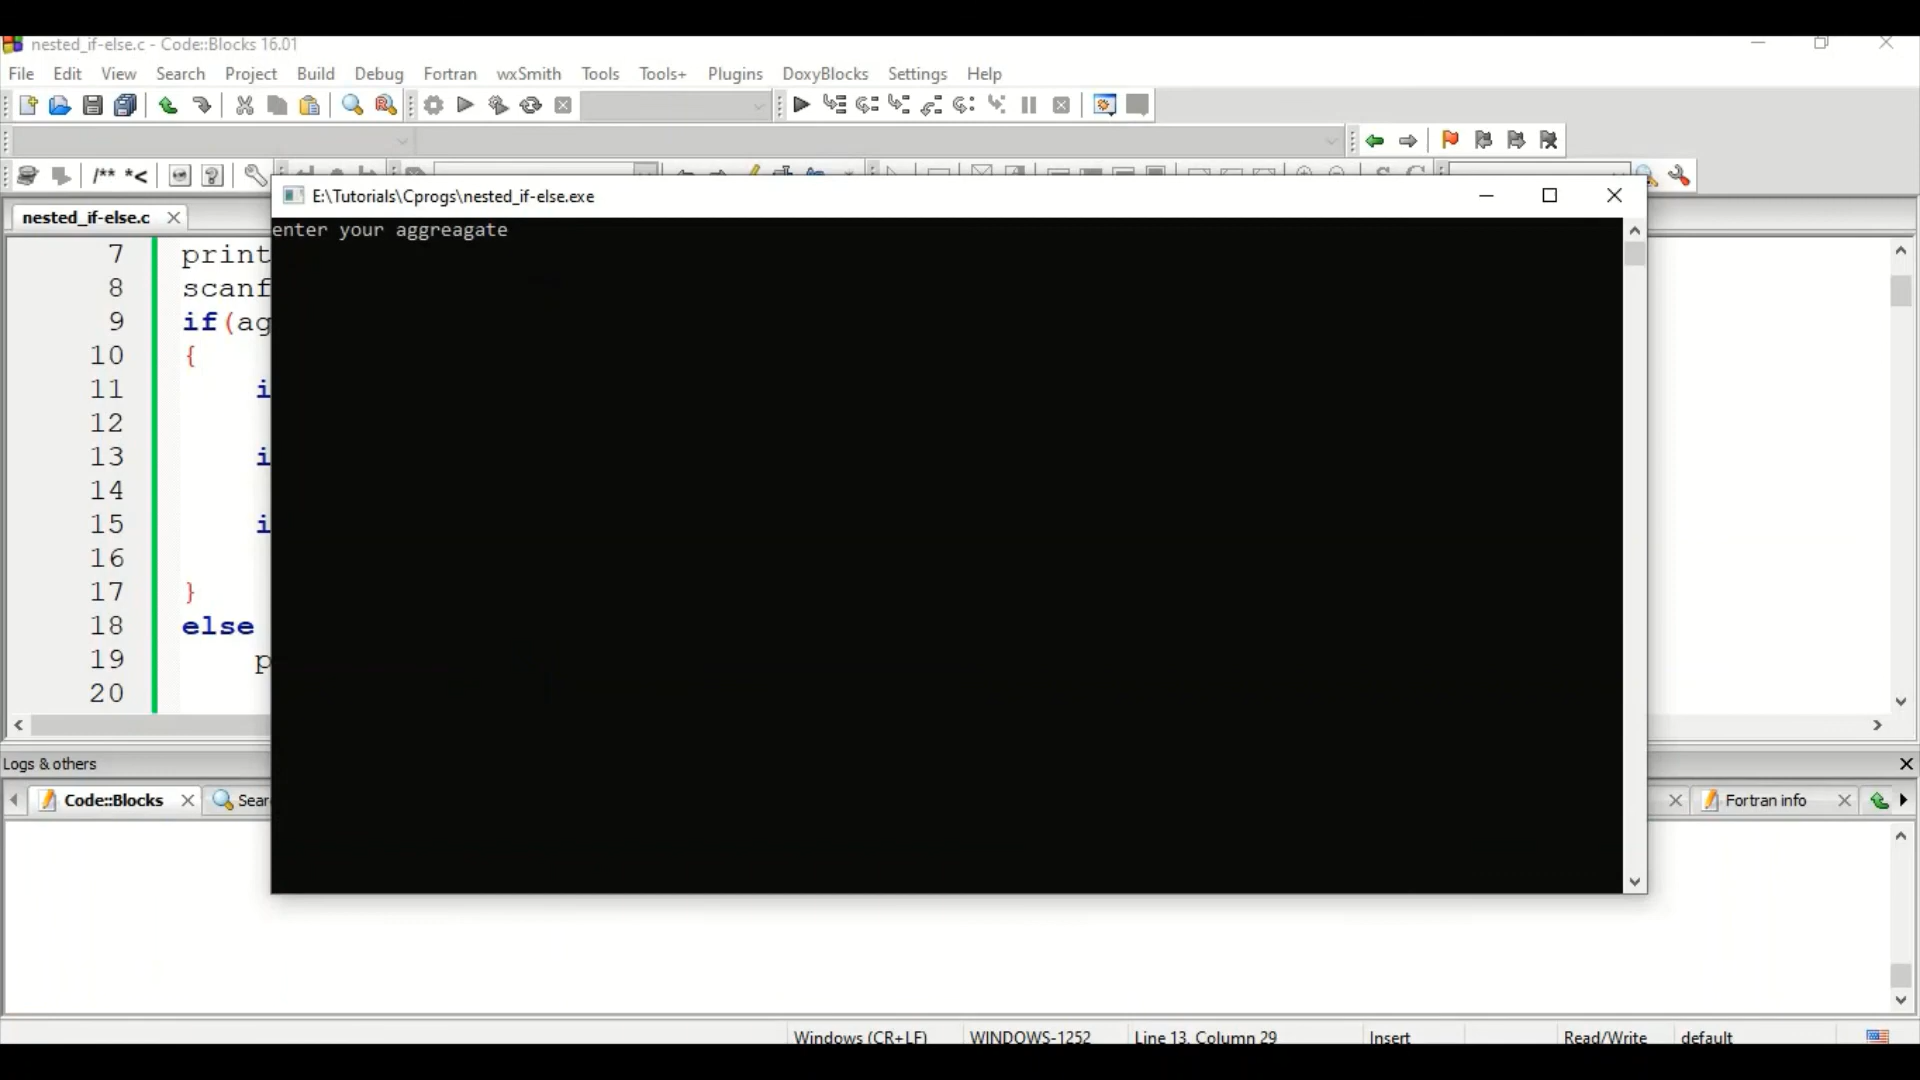 nested_if-else.c - Code::Blocks 16.01
File Edit View Search Project Build Debug Fortran wxSmith Tools Tools+ Plugins DoxyBlocks Settings Help
/** *<
E:\Tutorials\Cprogs\nested_if-else.exe
nested_if-else.c
enter your aggreagate
7 print
8 scanf
9 if(ag
10 {
11 i
12
13 i
14
15 i
16
17 }
18 else
19 p
20
Logs & others
Code::Blocks Sear Fortran info
Windows (CR+LF) WINDOWS-1252 Line 13, Column 29 Insert Read/Write default